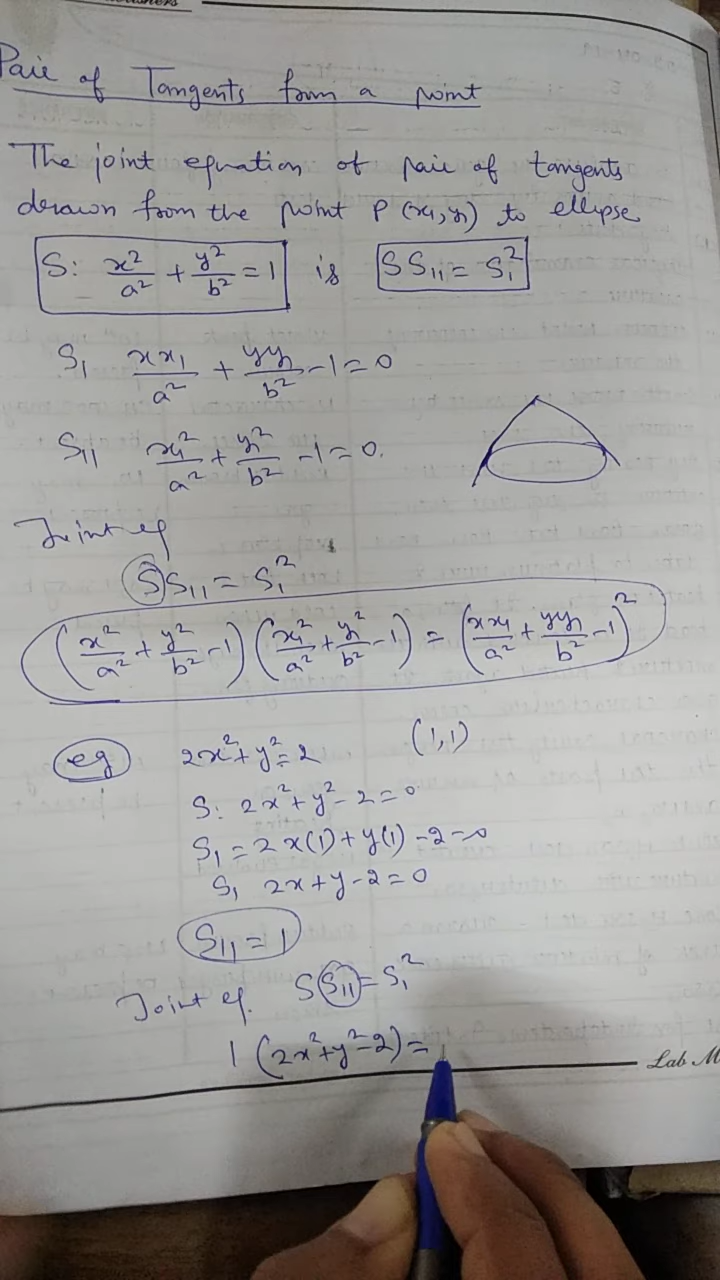 Pair of Tangents from a point
The joint equation of pair of tangents
drawn from the point P (x₁, y₁) to ellipse
S: x²/a² + y²/b² = 1 is SS₁₁ = S₁²
S₁ xx₁/a² + yy₁/b² - 1 = 0
S₁₁ x₁²/a² + y₁²/b² - 1 = 0.
Joint eq
SS₁₁ = S₁²
(x²/a² + y²/b² - 1) (x₁²/a² + y₁²/b² - 1) = (xx₁/a² + yy₁/b² - 1)²
eg 2x² + y² = 2 (1,1)
S: 2x² + y² - 2 = 0
S₁ = 2x(1) + y(1) - 2 = 0
S₁ 2x + y - 2 = 0
S₁₁ = 1
Joint eq. SS₁₁ = S₁²
1 (2x² + y² - 2) =
Lab M